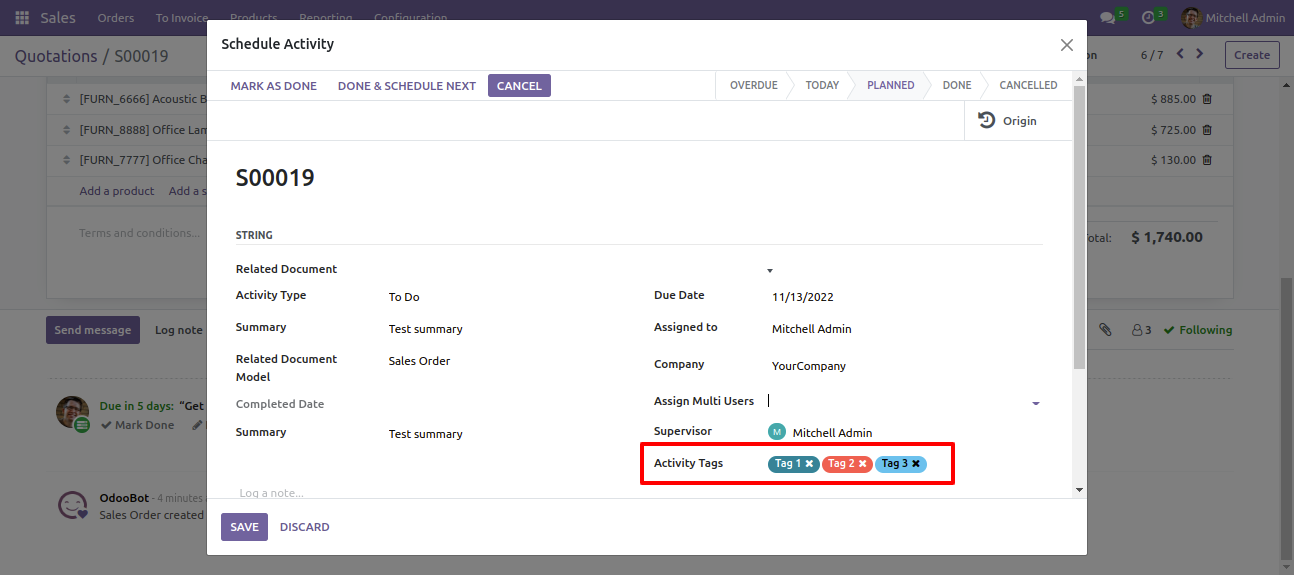 Sales Orders To Invoice Products Reporting Configuration 5 3 Mitchell Admin
Quotations / S00019
6 / 7 Create
Schedule Activity
MARK AS DONE DONE & SCHEDULE NEXT CANCEL OVERDUE TODAY PLANNED DONE CANCELLED
Origin
[FURN_6666] Acoustic B $ 885.00
[FURN_8888] Office Lam $ 725.00
[FURN_7777] Office Cha $ 130.00
Add a product Add a s
Terms and conditions...
otal: $ 1,740.00
S00019
STRING
Related Document
Activity Type To Do Due Date 11/13/2022
Summary Test summary Assigned to Mitchell Admin
Related Document Model Sales Order Company YourCompany
Completed Date Assign Multi Users
Summary Test summary Supervisor M Mitchell Admin
Activity Tags Tag 1 Tag 2 Tag 3
Log a note...
SAVE DISCARD
Send message Log note 3 Following
Due in 5 days: “Get
Mark Done
OdooBot - 4 minutes
Sales Order created